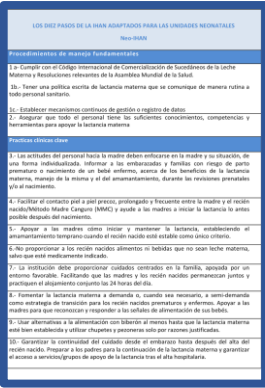 LOS DIEZ PASOS DE LA IHAN ADAPTADOS PARA LAS UNIDADES NEONATALES
Neo-IHAN
Procedimientos de manejo fundamentales
1 a- Cumplir con el Código Internacional de Comercialización de Sucedáneos de la Leche
Materna y Resoluciones relevantes de la Asamblea Mundial de la Salud.
1b.- Tener una política escrita de lactancia materna que se comunique de manera rutina a
todo personal sanitario.
1c.- Establecer mecanismos continuos de gestión o registro de datos
2.- Asegurar que todo el personal tiene las suficientes conocimientos, competencia y
herramientas para apoyar la lactancia materna
Practicas clínicas clave
3.- Las actitudes del personal hacia la madre deben enfocarse en la madre y su situación, de
una forma individualizada. Informar a las embarazadas y familias con riesgo de parto
prematuro o nacimiento de un bebé enfermo, acerca de los beneficios de la lactancia
materna, manejo de la misma y el del amamantamiento, durante las revisiones prenatales
y/o al nacimiento.
4.- Facilitar el contacto piel a piel precoz, prolongado y frecuente entre la madre y el recién
nacido/Método Madre Canguro (MMC) y ayude a las madres a iniciar la lactancia lo antes
posible después del nacimiento.
5.- Apoyar a las madres cómo iniciar y mantener la lactancia, estableciendo el
amamantamiento temprano cuando el recién nacido esté estable como único criterio.
6.-No proporcionar a los recién nacidos alimentos ni bebidas que no sean leche materna,
salvo que esté medicamente indicado.
7.- La institución debe proporcionar cuidados centrados en la familia, apoyada por un
entorno favorable. Facilitando que las madres y los recién nacidos permanezcan juntos y
practiquen el alojamiento conjunto las 24 horas del día.
8.- Fomentar la lactancia materna a demanda o, cuando sea necesario, a semi-demanda
como estrategia de transición para los recién nacidos prematuros y enfermos. Apoyar a las
madres para que reconozcan y respondan a las señales de alimentación de sus bebés.
9.- Usar alternativas a la alimentación con biberón al menos hasta que la lactancia materna
esté bien establecida y utilizar chupetes y pezoneras solo por razones justificadas.
10.- Garantizar la continuidad del cuidado desde el embarazo hasta después del alta del
recién nacido. Preparar a los padres para la continuación de la lactancia materna y garantizar
el acceso a servicios/grupos de apoyo de la lactancia tras el alta hospitalaria.